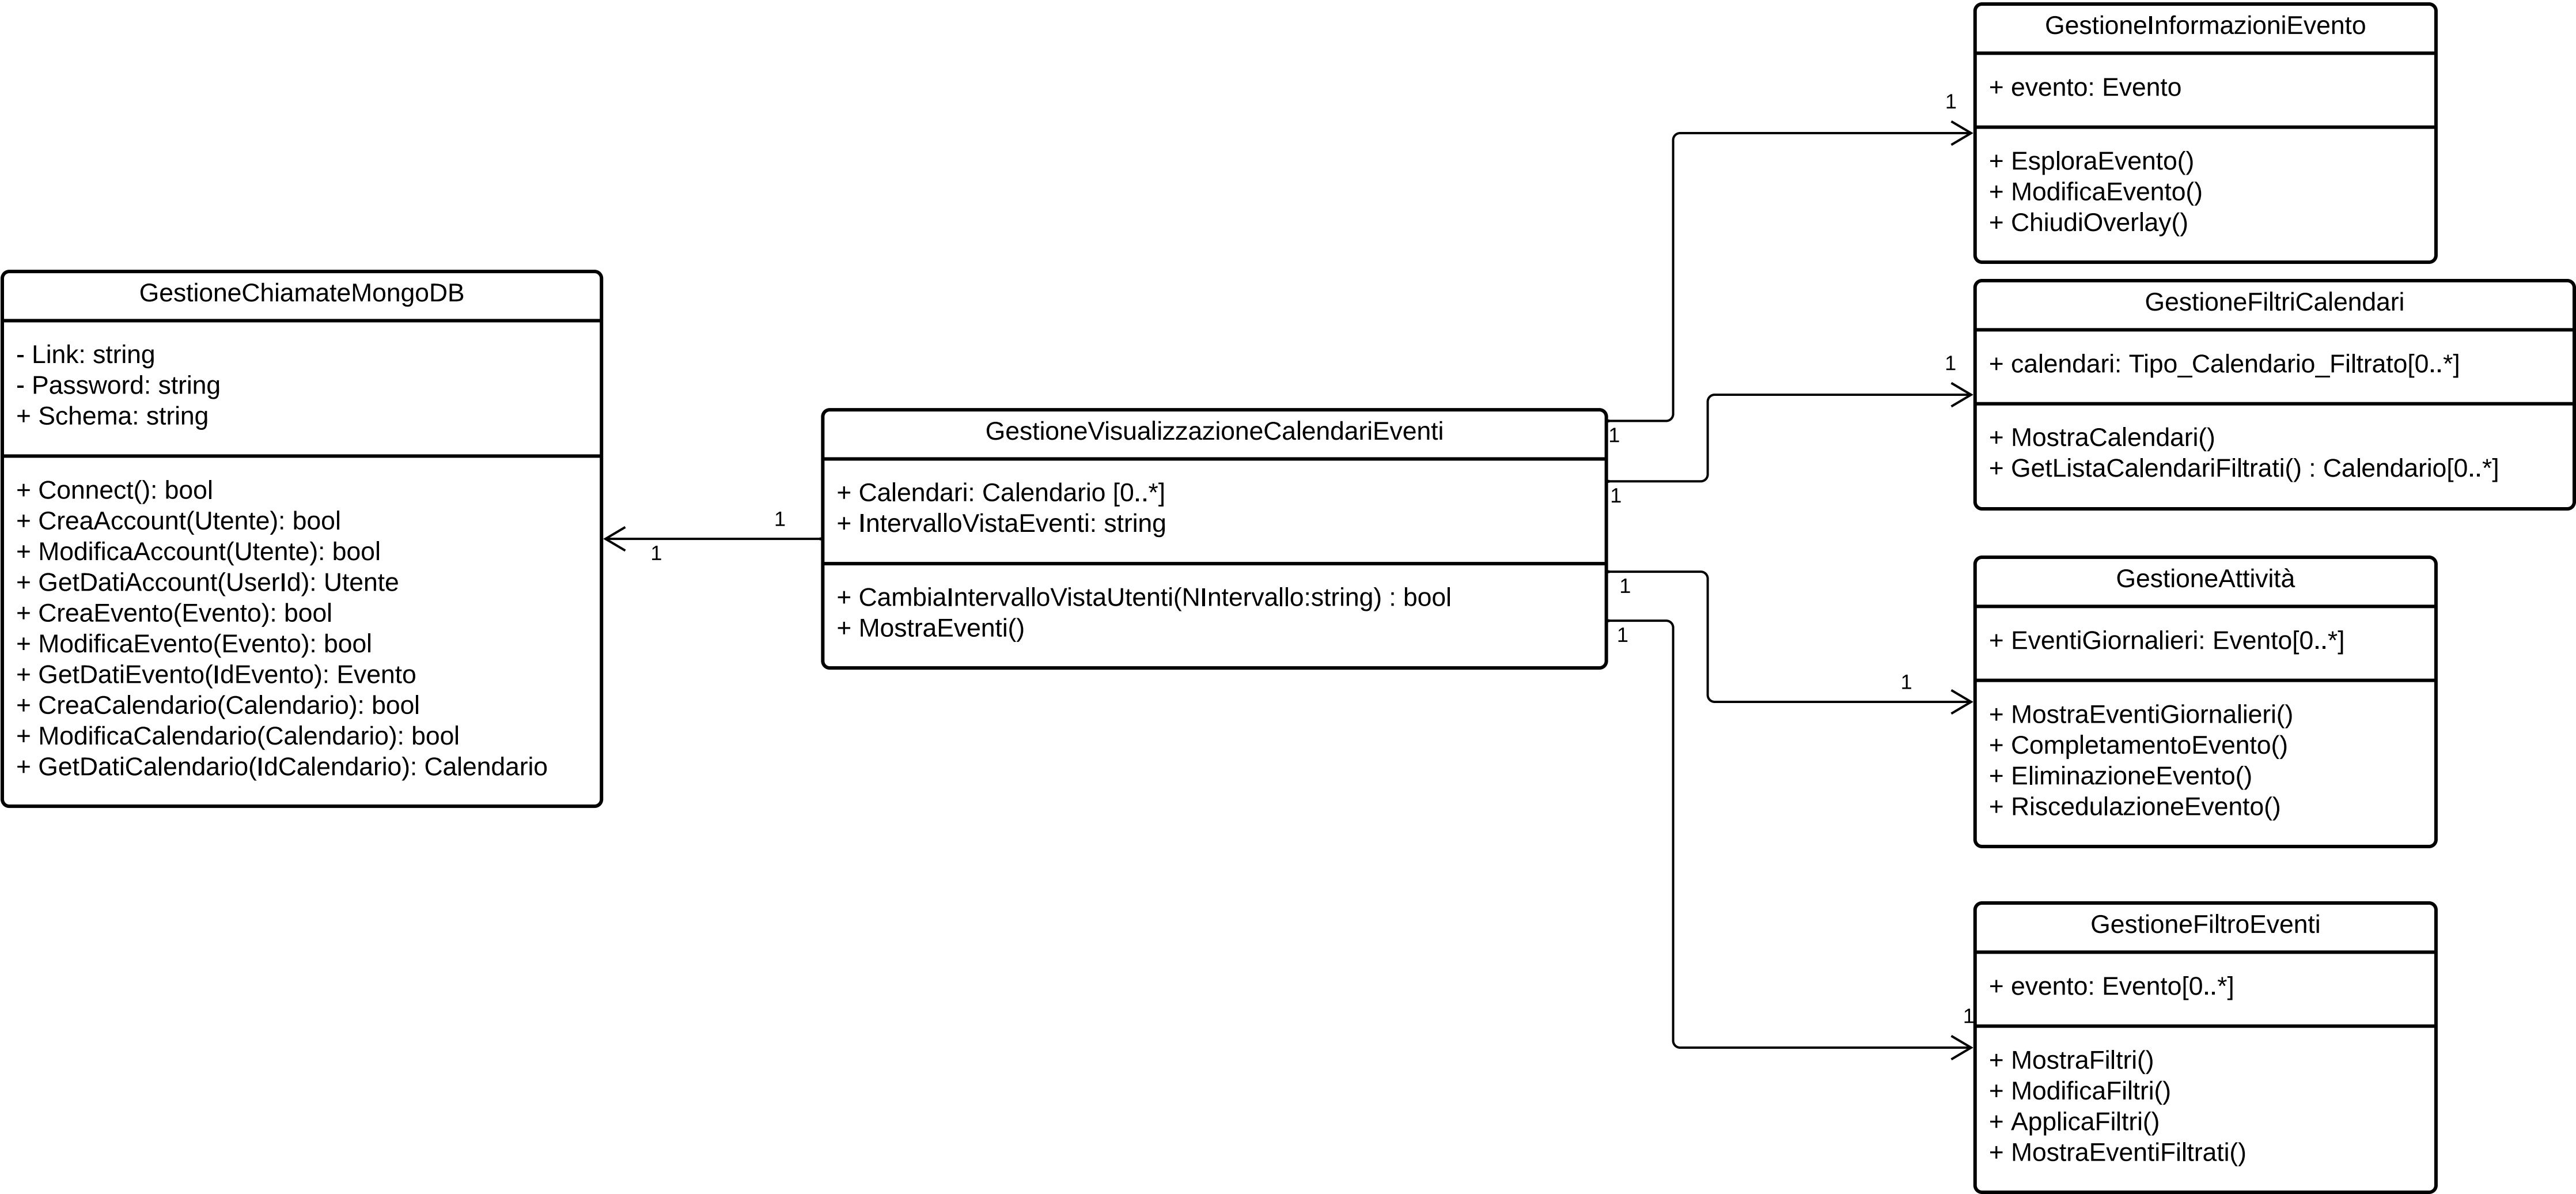 GestioneInformazioniEvento
+ evento: Evento
+ EsploraEvento()
+ ModificaEvento()
+ ChiudiOverlay()
1
1
GestioneChiamateMongoDB
- Link: string
- Password: string
+ Schema: string
+ Connect(): bool
+ CreaAccount(Utente): bool
+ ModificaAccount(Utente): bool
+ GetDatiAccount(UserId): Utente
+ CreaEvento(Evento): bool
+ ModificaEvento(Evento): bool
+ GetDatiEvento(IdEvento): Evento
+ CreaCalendario(Calendario): bool
+ ModificaCalendario(Calendario): bool
+ GetDatiCalendario(IdCalendario): Calendario
1
1
GestioneVisualizzazioneCalendariEventi
+ Calendari: Calendario [0..*]
+ IntervalloVistaEventi: string
+ CambiaIntervalloVistaUtenti(NIntervallo:string) : bool
+ MostraEventi()
1
1
GestioneFiltriCalendari
+ calendari: Tipo_Calendario_Filtrato[0..*]
+ MostraCalendari()
+ GetListaCalendariFiltrati() : Calendario[0..*]
1
1
GestioneAttività
+ EventiGiornalieri: Evento[0..*]
+ MostraEventiGiornalieri()
+ CompletamentoEvento()
+ EliminazioneEvento()
+ RiscedulazioneEvento()
1
1
GestioneFiltroEventi
+ evento: Evento[0..*]
+ MostraFiltri()
+ ModificaFiltri()
+ ApplicaFiltri()
+ MostraEventiFiltrati()